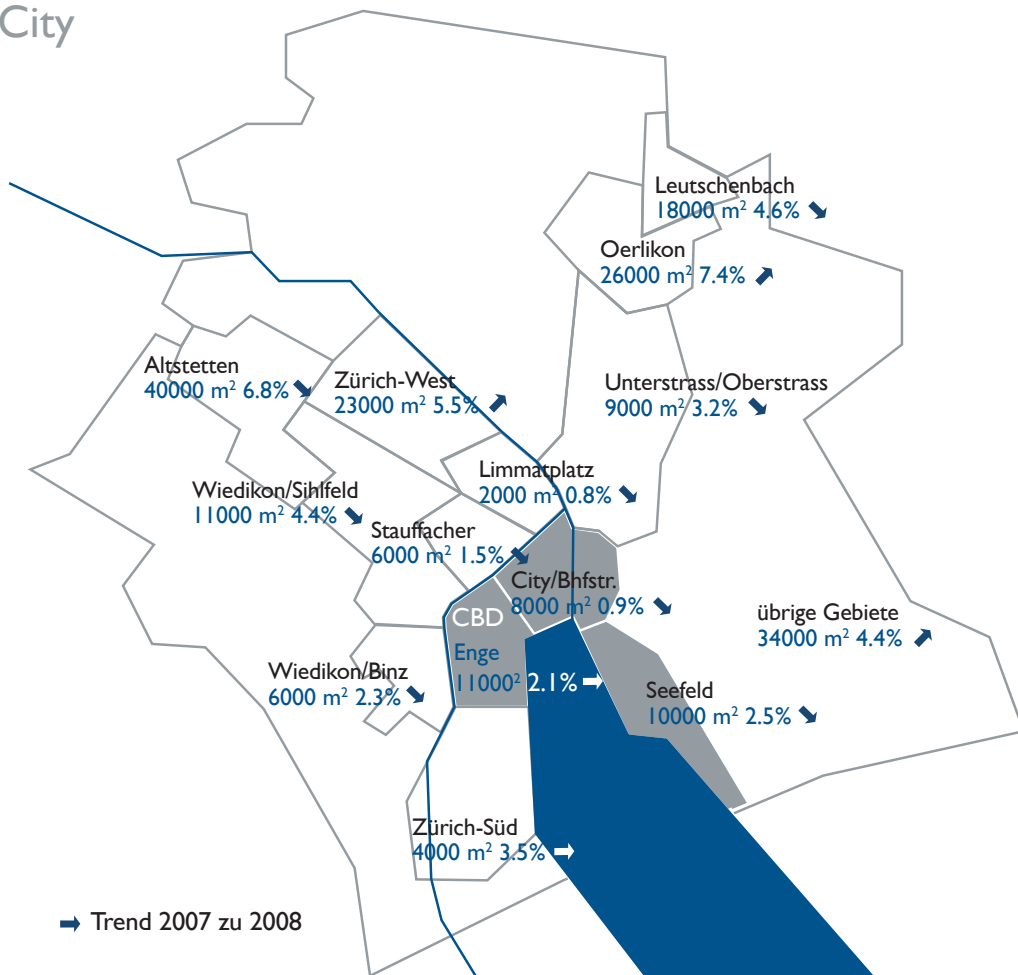 City
Leutschenbach
18000 m² 4.6%
Oerlikon
26000 m² 7.4%
Altstetten
40000 m² 6.8%
Zürich-West
23000 m² 5.5%
Unterstrass/Oberstrass
9000 m² 3.2%
Limmatplatz
2000 m² 0.8%
Wiedikon/Sihlfeld
11000 m² 4.4%
Stauffacher
6000 m² 1.5%
City/Bhfstr.
8000 m² 0.9%
CBD
Enge
11000² 2.1%
übrige Gebiete
34000 m² 4.4%
Wiedikon/Binz
6000 m² 2.3%
Seefeld
10000 m² 2.5%
Zürich-Süd
4000 m² 3.5%
Trend 2007 zu 2008